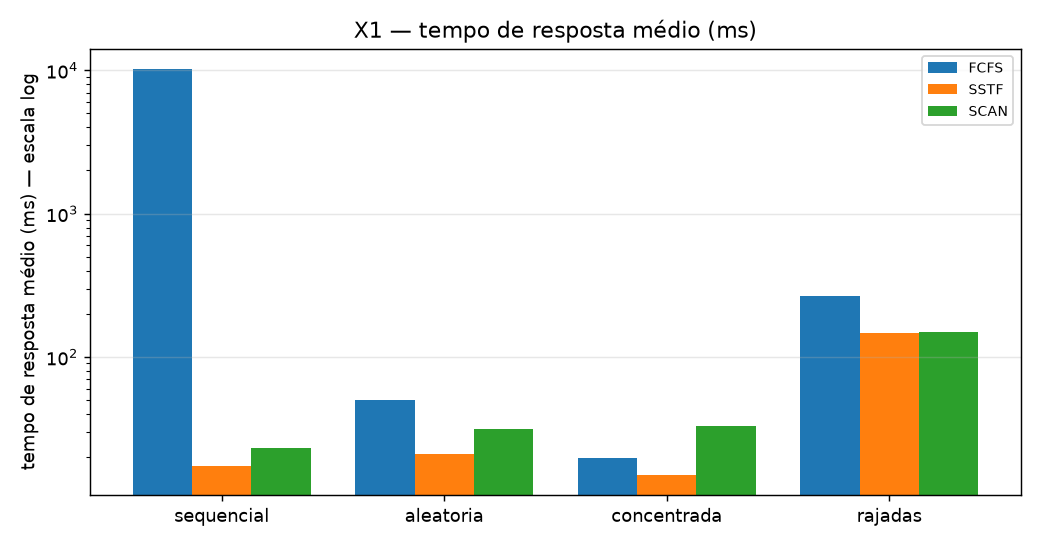 X1 — tempo de resposta médio (ms)
tempo de resposta médio (ms) — escala log
10⁴
10³
10²
FCFS
SSTF
SCAN
sequencial
aleatoria
concentrada
rajadas